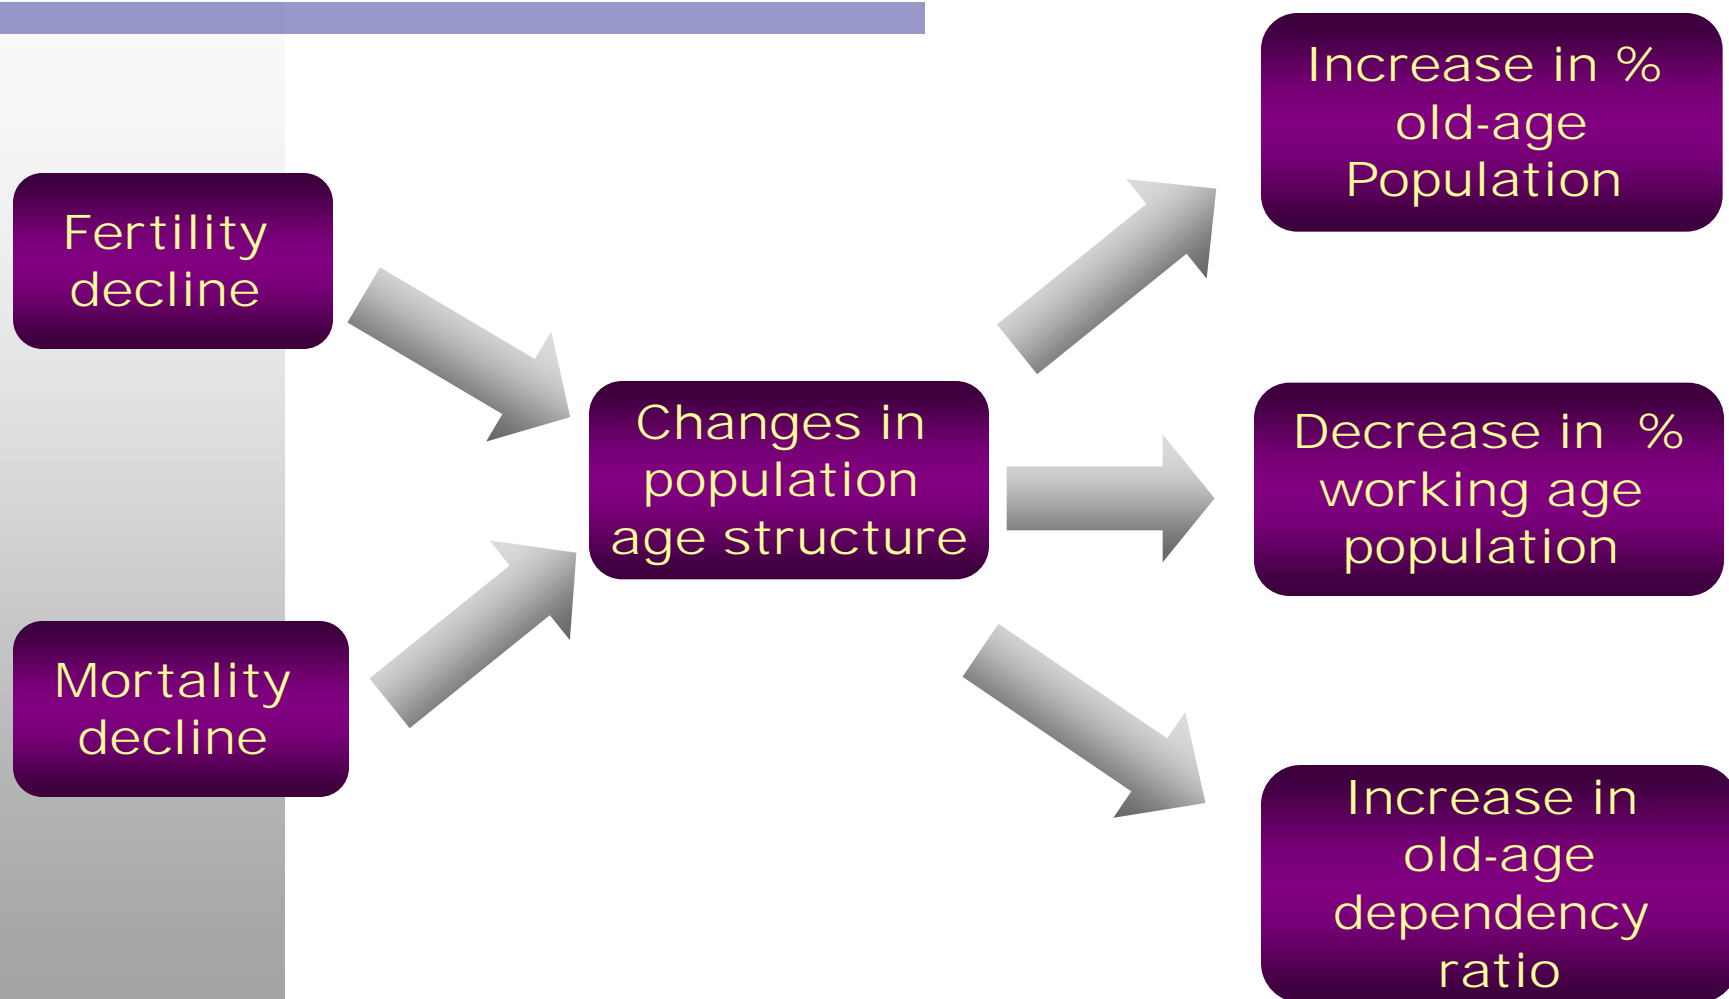 Fertility
decline
Mortality
decline
Changes in
population
age structure
Increase in %
old-age
Population
Decrease in  %
working age
population
Increase in
old-age
dependency
ratio